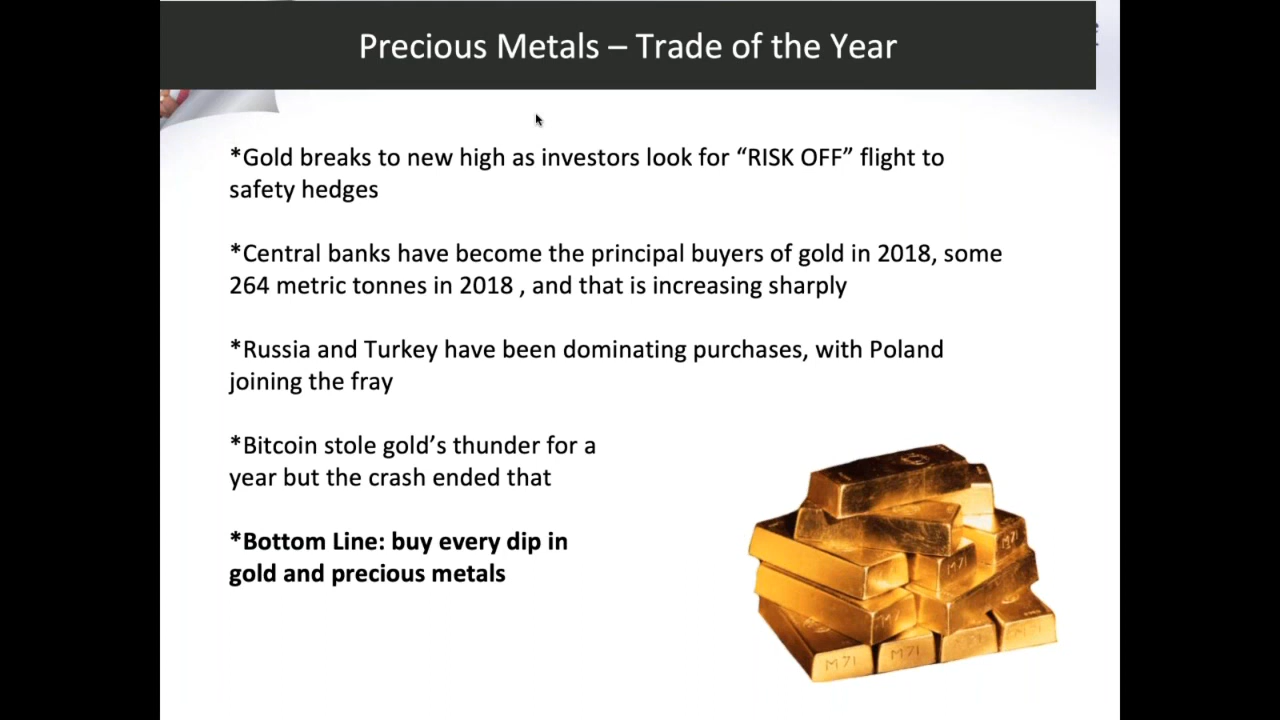 Precious Metals – Trade of the Year
*Gold breaks to new high as investors look for “RISK OFF” flight to
safety hedges
*Central banks have become the principal buyers of gold in 2018, some
264 metric tonnes in 2018 , and that is increasing sharply
*Russia and Turkey have been dominating purchases, with Poland
joining the fray
*Bitcoin stole gold’s thunder for a
year but the crash ended that
*Bottom Line: buy every dip in
gold and precious metals
M71
M71
M71
M71